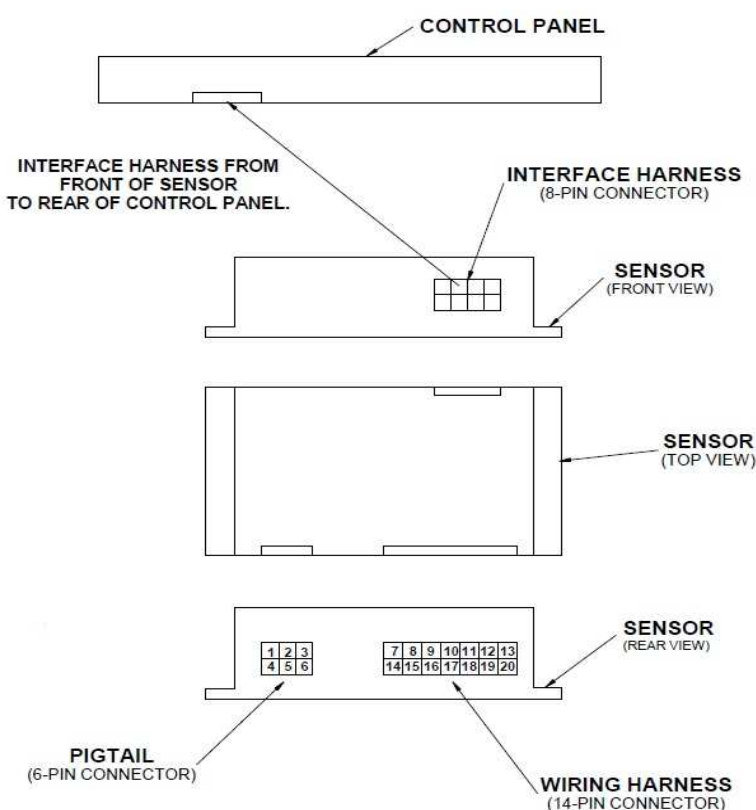 CONTROL PANEL
INTERFACE HARNESS FROM
FRONT OF SENSOR
TO REAR OF CONTROL PANEL.
INTERFACE HARNESS
(8-PIN CONNECTOR)
SENSOR
(FRONT VIEW)
SENSOR
(TOP VIEW)
SENSOR
(REAR VIEW)
1 2 3
4 5 6
7 8 9 10 11 12 13
14 15 16 17 18 19 20
PIGTAIL
(6-PIN CONNECTOR)
WIRING HARNESS
(14-PIN CONNECTOR)